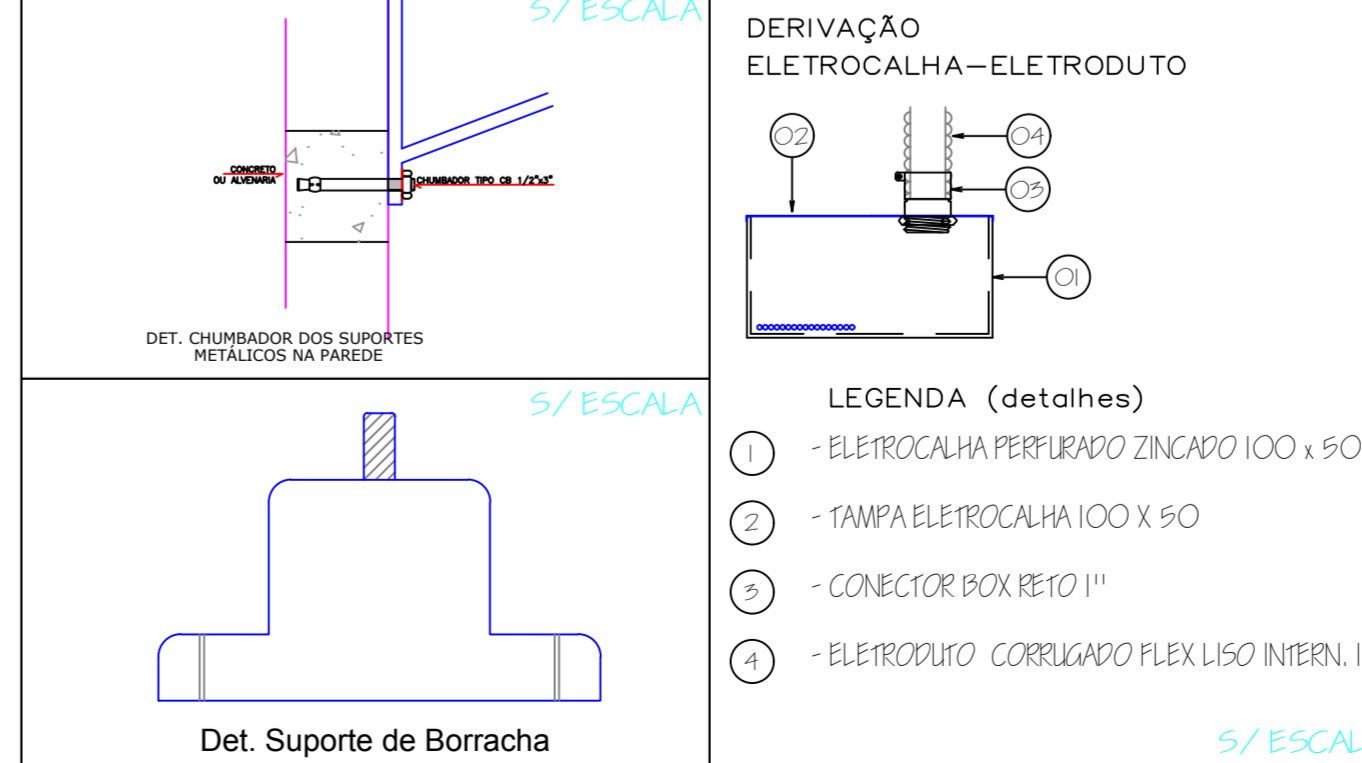 S/ ESCALA
CONCRETO
OU ALVENARIA
CHUMBADOR TIPO CB 1/2"x3"
DET. CHUMBADOR DOS SUPORTES
METÁLICOS NA PAREDE
S/ ESCALA
Det. Suporte de Borracha
DERIVAÇÃO
ELETROCALHA-ELETRODUTO
02
04
03
01
LEGENDA (detalhes)
1 - ELETROCALHA PERFURADO ZINCADO 100 x 50
2 - TAMPA ELETROCALHA 100 X 50
3 - CONECTOR BOX RETO 1"
4 - ELETRODUTO CORRUGADO FLEX LISO INTERN. 1
S/ ESCAL